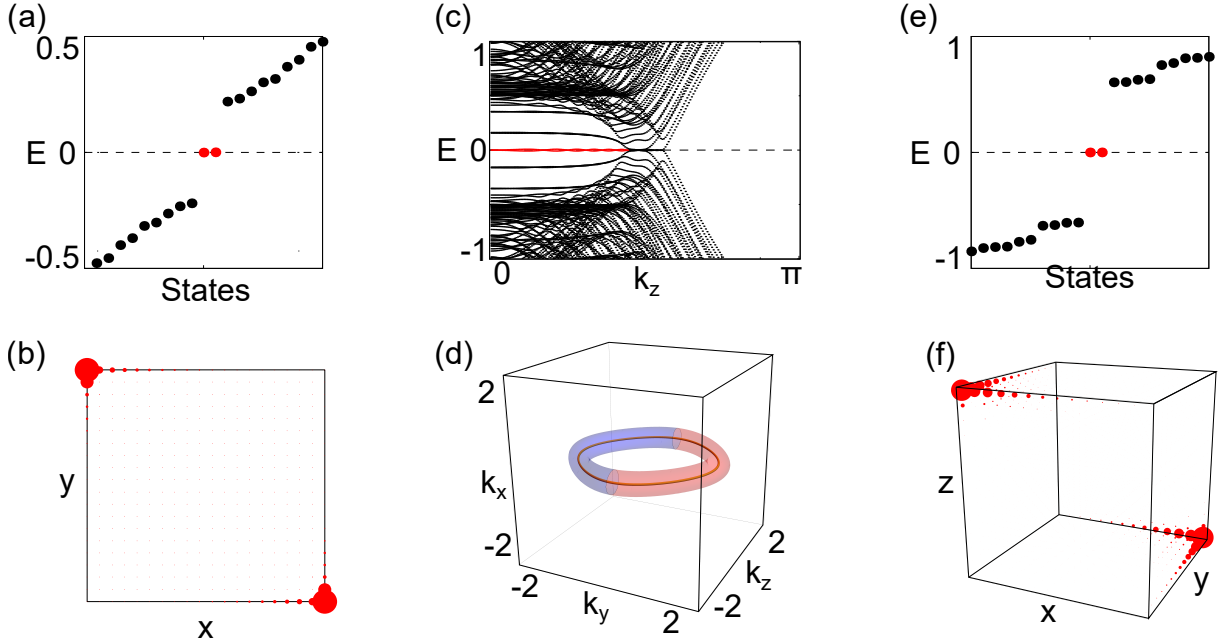 (a)
0.5
E 0
-0.5
States
(b)
y
x
(c)
1
E 0
-1
0
k_z
π
(d)
2
k_x
-2
-2
k_y
2
-2
k_z
2
(e)
1
E 0
-1
States
(f)
z
x
y